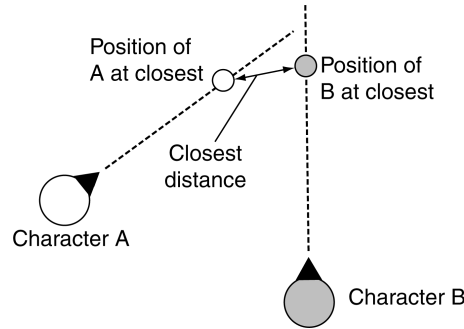 Position of
A at closest
Position of
B at closest
Closest
distance
Character A
Character B